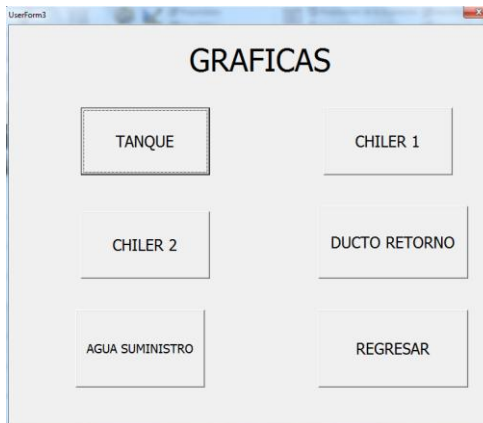 UserForm3
GRAFICAS
TANQUE
CHILER 1
CHILER 2
DUCTO RETORNO
AGUA SUMINISTRO
REGRESAR